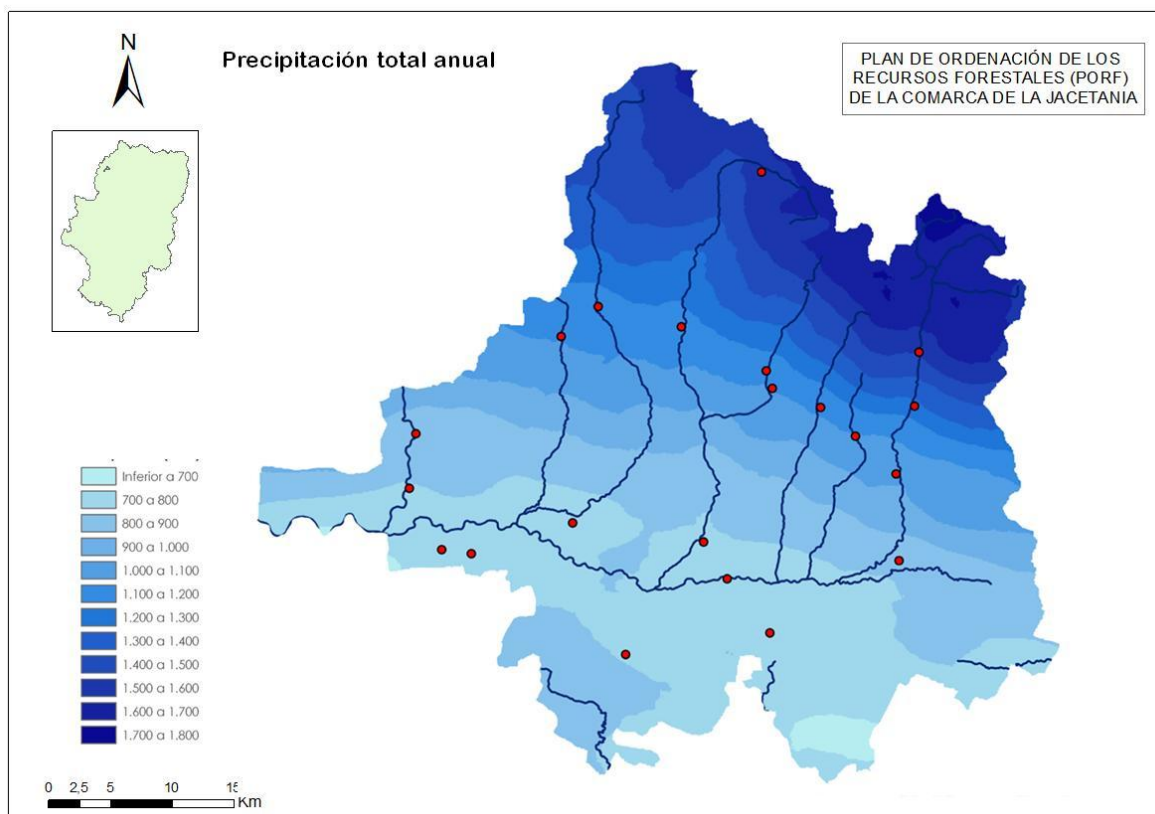 N
Precipitación total anual
PLAN DE ORDENACIÓN DE LOS
RECURSOS FORESTALES (PORF)
DE LA COMARCA DE LA JACETANIA
Inferior a 700
700 a 800
800 a 900
900 a 1.000
1.000 a 1.100
1.100 a 1.200
1.200 a 1.300
1.300 a 1.400
1.400 a 1.500
1.500 a 1.600
1.600 a 1.700
1.700 a 1.800
0 2,5 5 10 15
Km